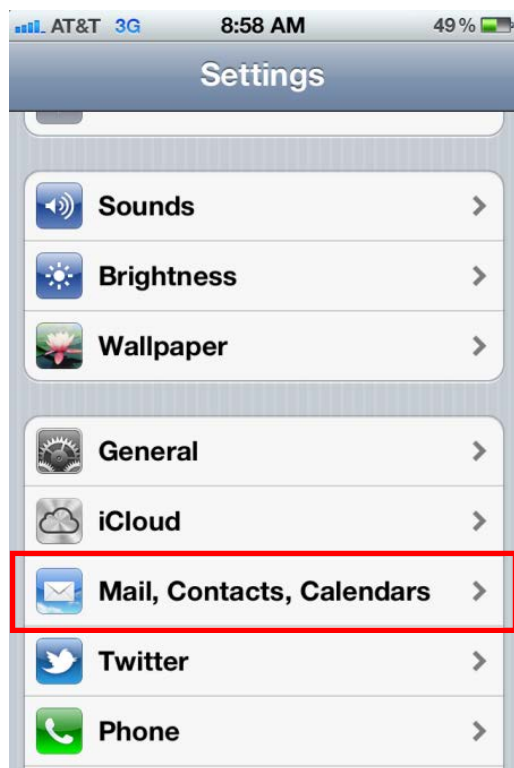 AT&T 3G 8:58 AM 49%
Settings
Sounds
Brightness
Wallpaper
General
iCloud
Mail, Contacts, Calendars
Twitter
Phone